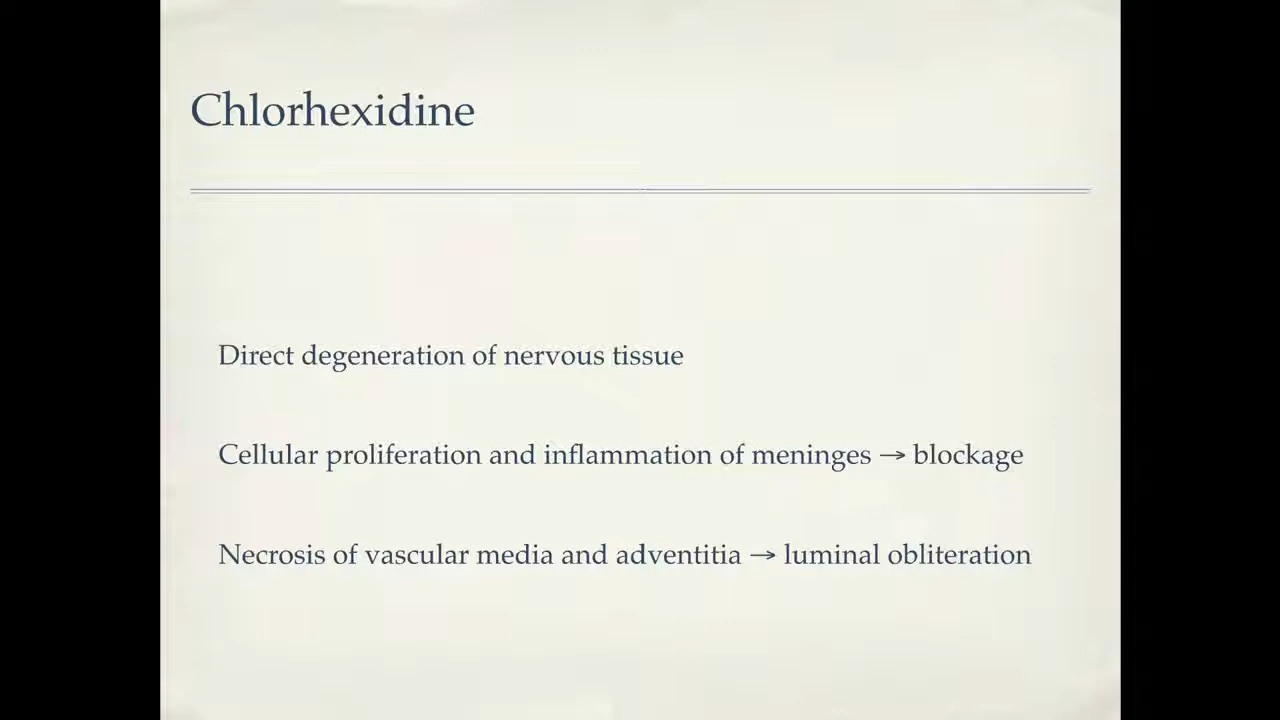 Chlorhexidine
Direct degeneration of nervous tissue
Cellular proliferation and inflammation of meninges → blockage
Necrosis of vascular media and adventitia → luminal obliteration